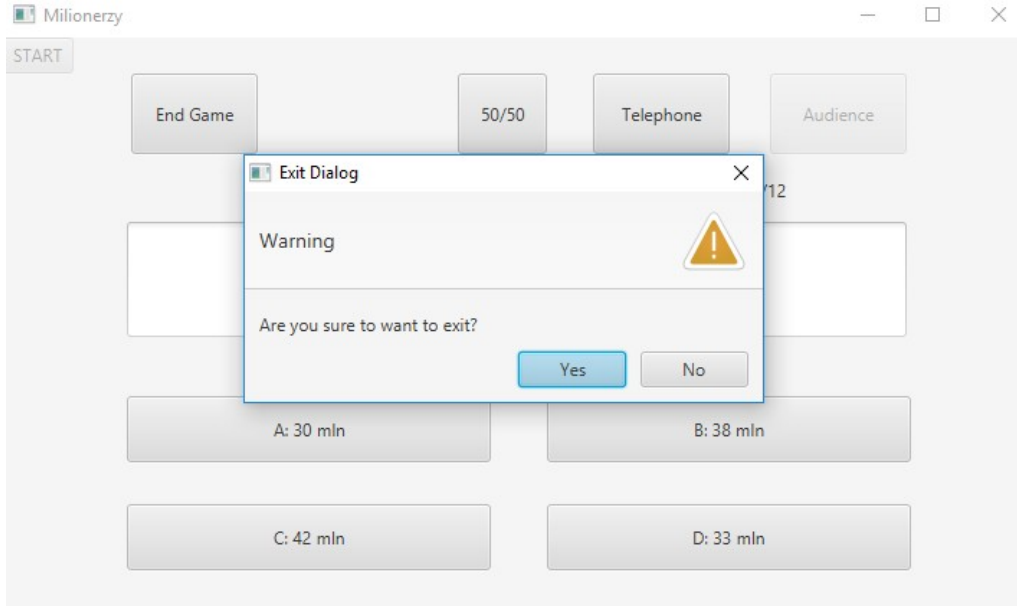 Milionerzy
START
End Game
50/50
Telephone
Audience
Exit Dialog
/12
Warning
Are you sure to want to exit?
Yes
No
A: 30 mln
B: 38 mln
C: 42 mln
D: 33 mln